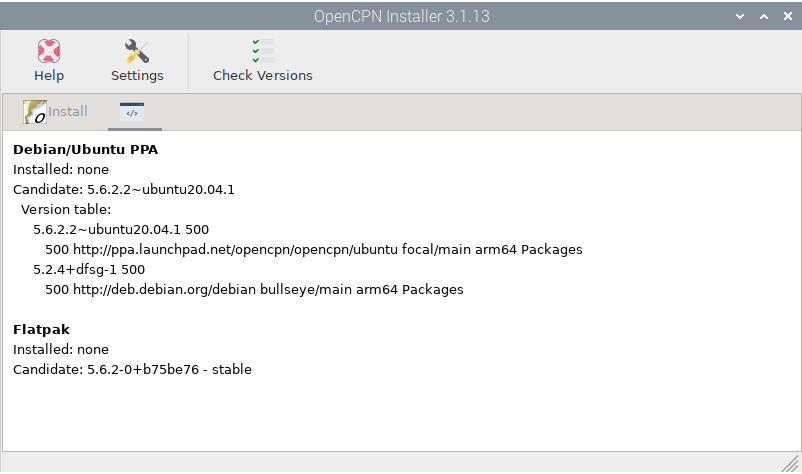 OpenCPN Installer 3.1.13
Help
Settings
Check Versions
Install
</>
Debian/Ubuntu PPA
Installed: none
Candidate: 5.6.2.2~ubuntu20.04.1
Version table:
5.6.2.2~ubuntu20.04.1 500
500 http://ppa.launchpad.net/opencpn/opencpn/ubuntu focal/main arm64 Packages
5.2.4+dfsg-1 500
500 http://deb.debian.org/debian bullseye/main arm64 Packages
Flatpak
Installed: none
Candidate: 5.6.2-0+b75be76 - stable